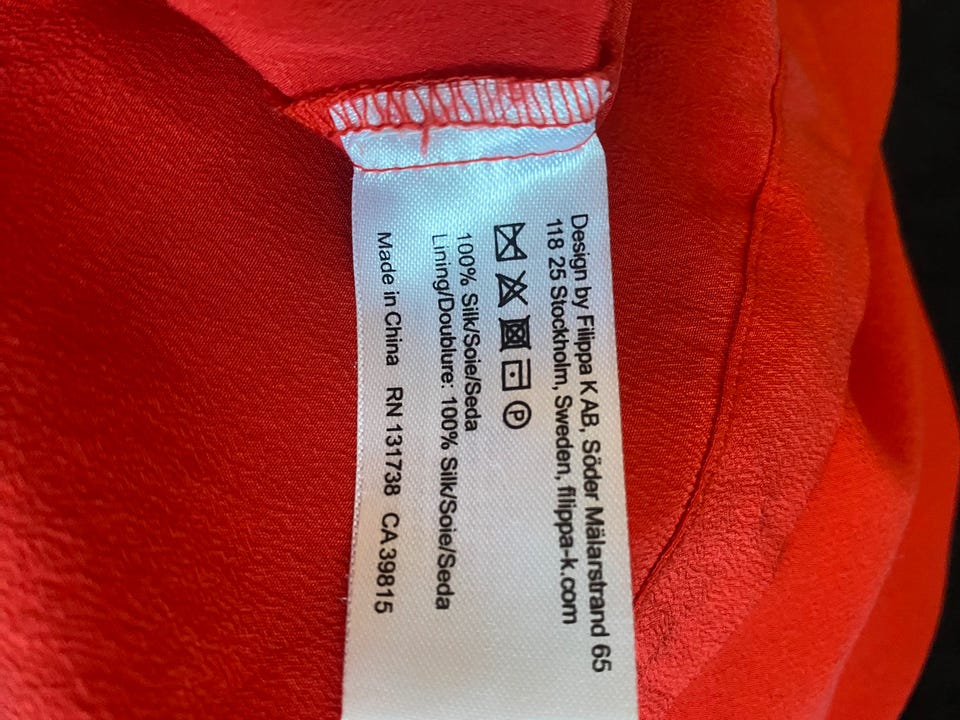 Design by Filippa K AB, Söder Mälarstrand 65
118 25 Stockholm, Sweden, filippa-k.com
P
100% Silk/Soie/Seda
Lining/Doublure: 100% Silk/Soie/Seda
Made in China RN 131738 CA 39815